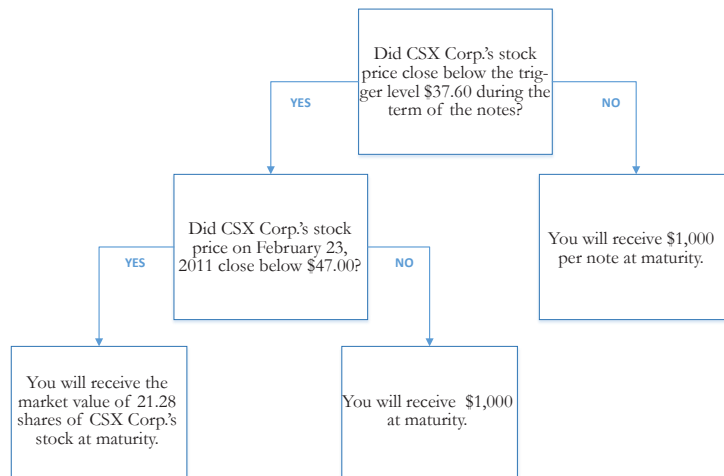 Did CSX Corp.'s stock
price close below the trig-
ger level $37.60 during the
term of the notes?
YES
NO
Did CSX Corp.'s stock
price on February 23,
2011 close below $47.00?
You will receive $1,000
per note at maturity.
YES
NO
You will receive the
market value of 21.28
shares of CSX Corp.'s
stock at maturity.
You will receive $1,000
at maturity.